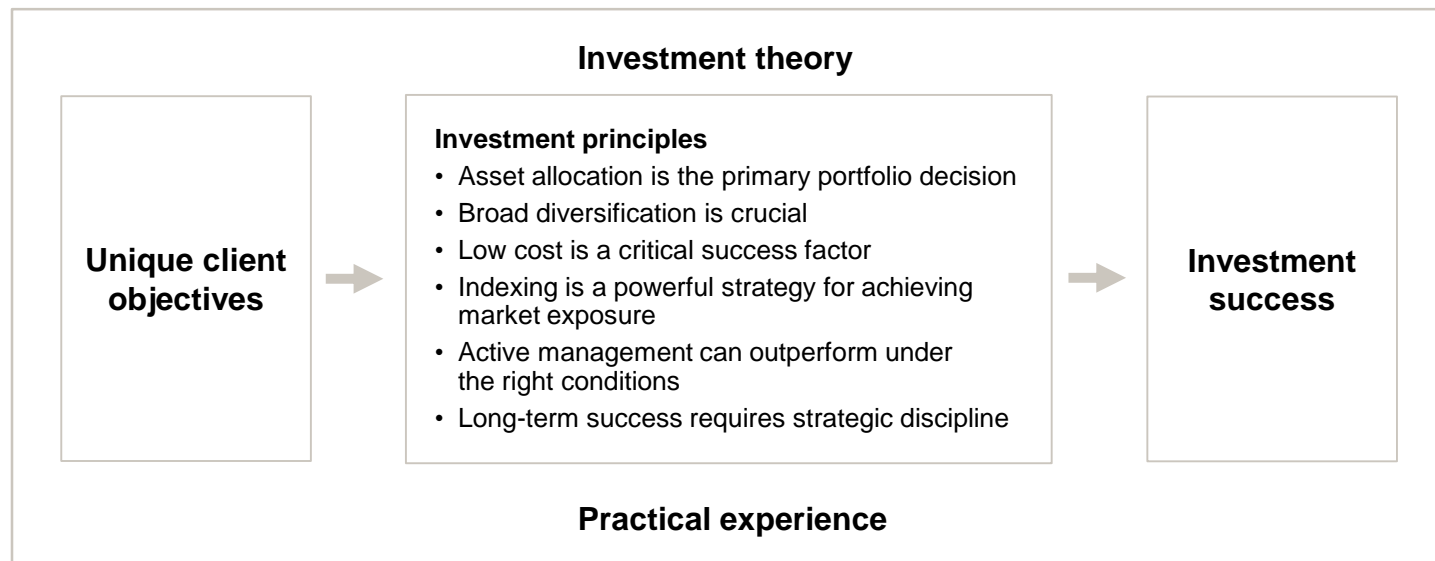 Investment theory
Unique client
objectives
Investment principles
• Asset allocation is the primary portfolio decision
• Broad diversification is crucial
• Low cost is a critical success factor
• Indexing is a powerful strategy for achieving
market exposure
• Active management can outperform under
the right conditions
• Long-term success requires strategic discipline
Investment
success
Practical experience